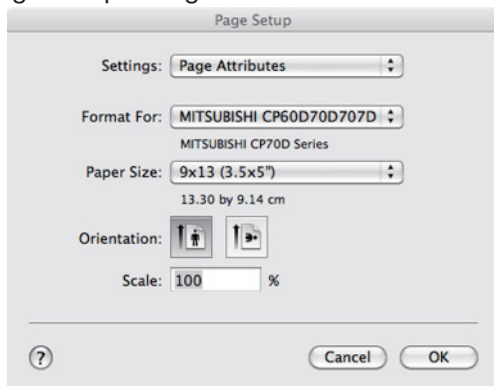 Page Setup
Settings: Page Attributes
Format For: MITSUBISHI CP60D70D707D
MITSUBISHI CP70D Series
Paper Size: 9x13 (3.5x5")
13.30 by 9.14 cm
Orientation:
Scale: 100 %
? Cancel OK